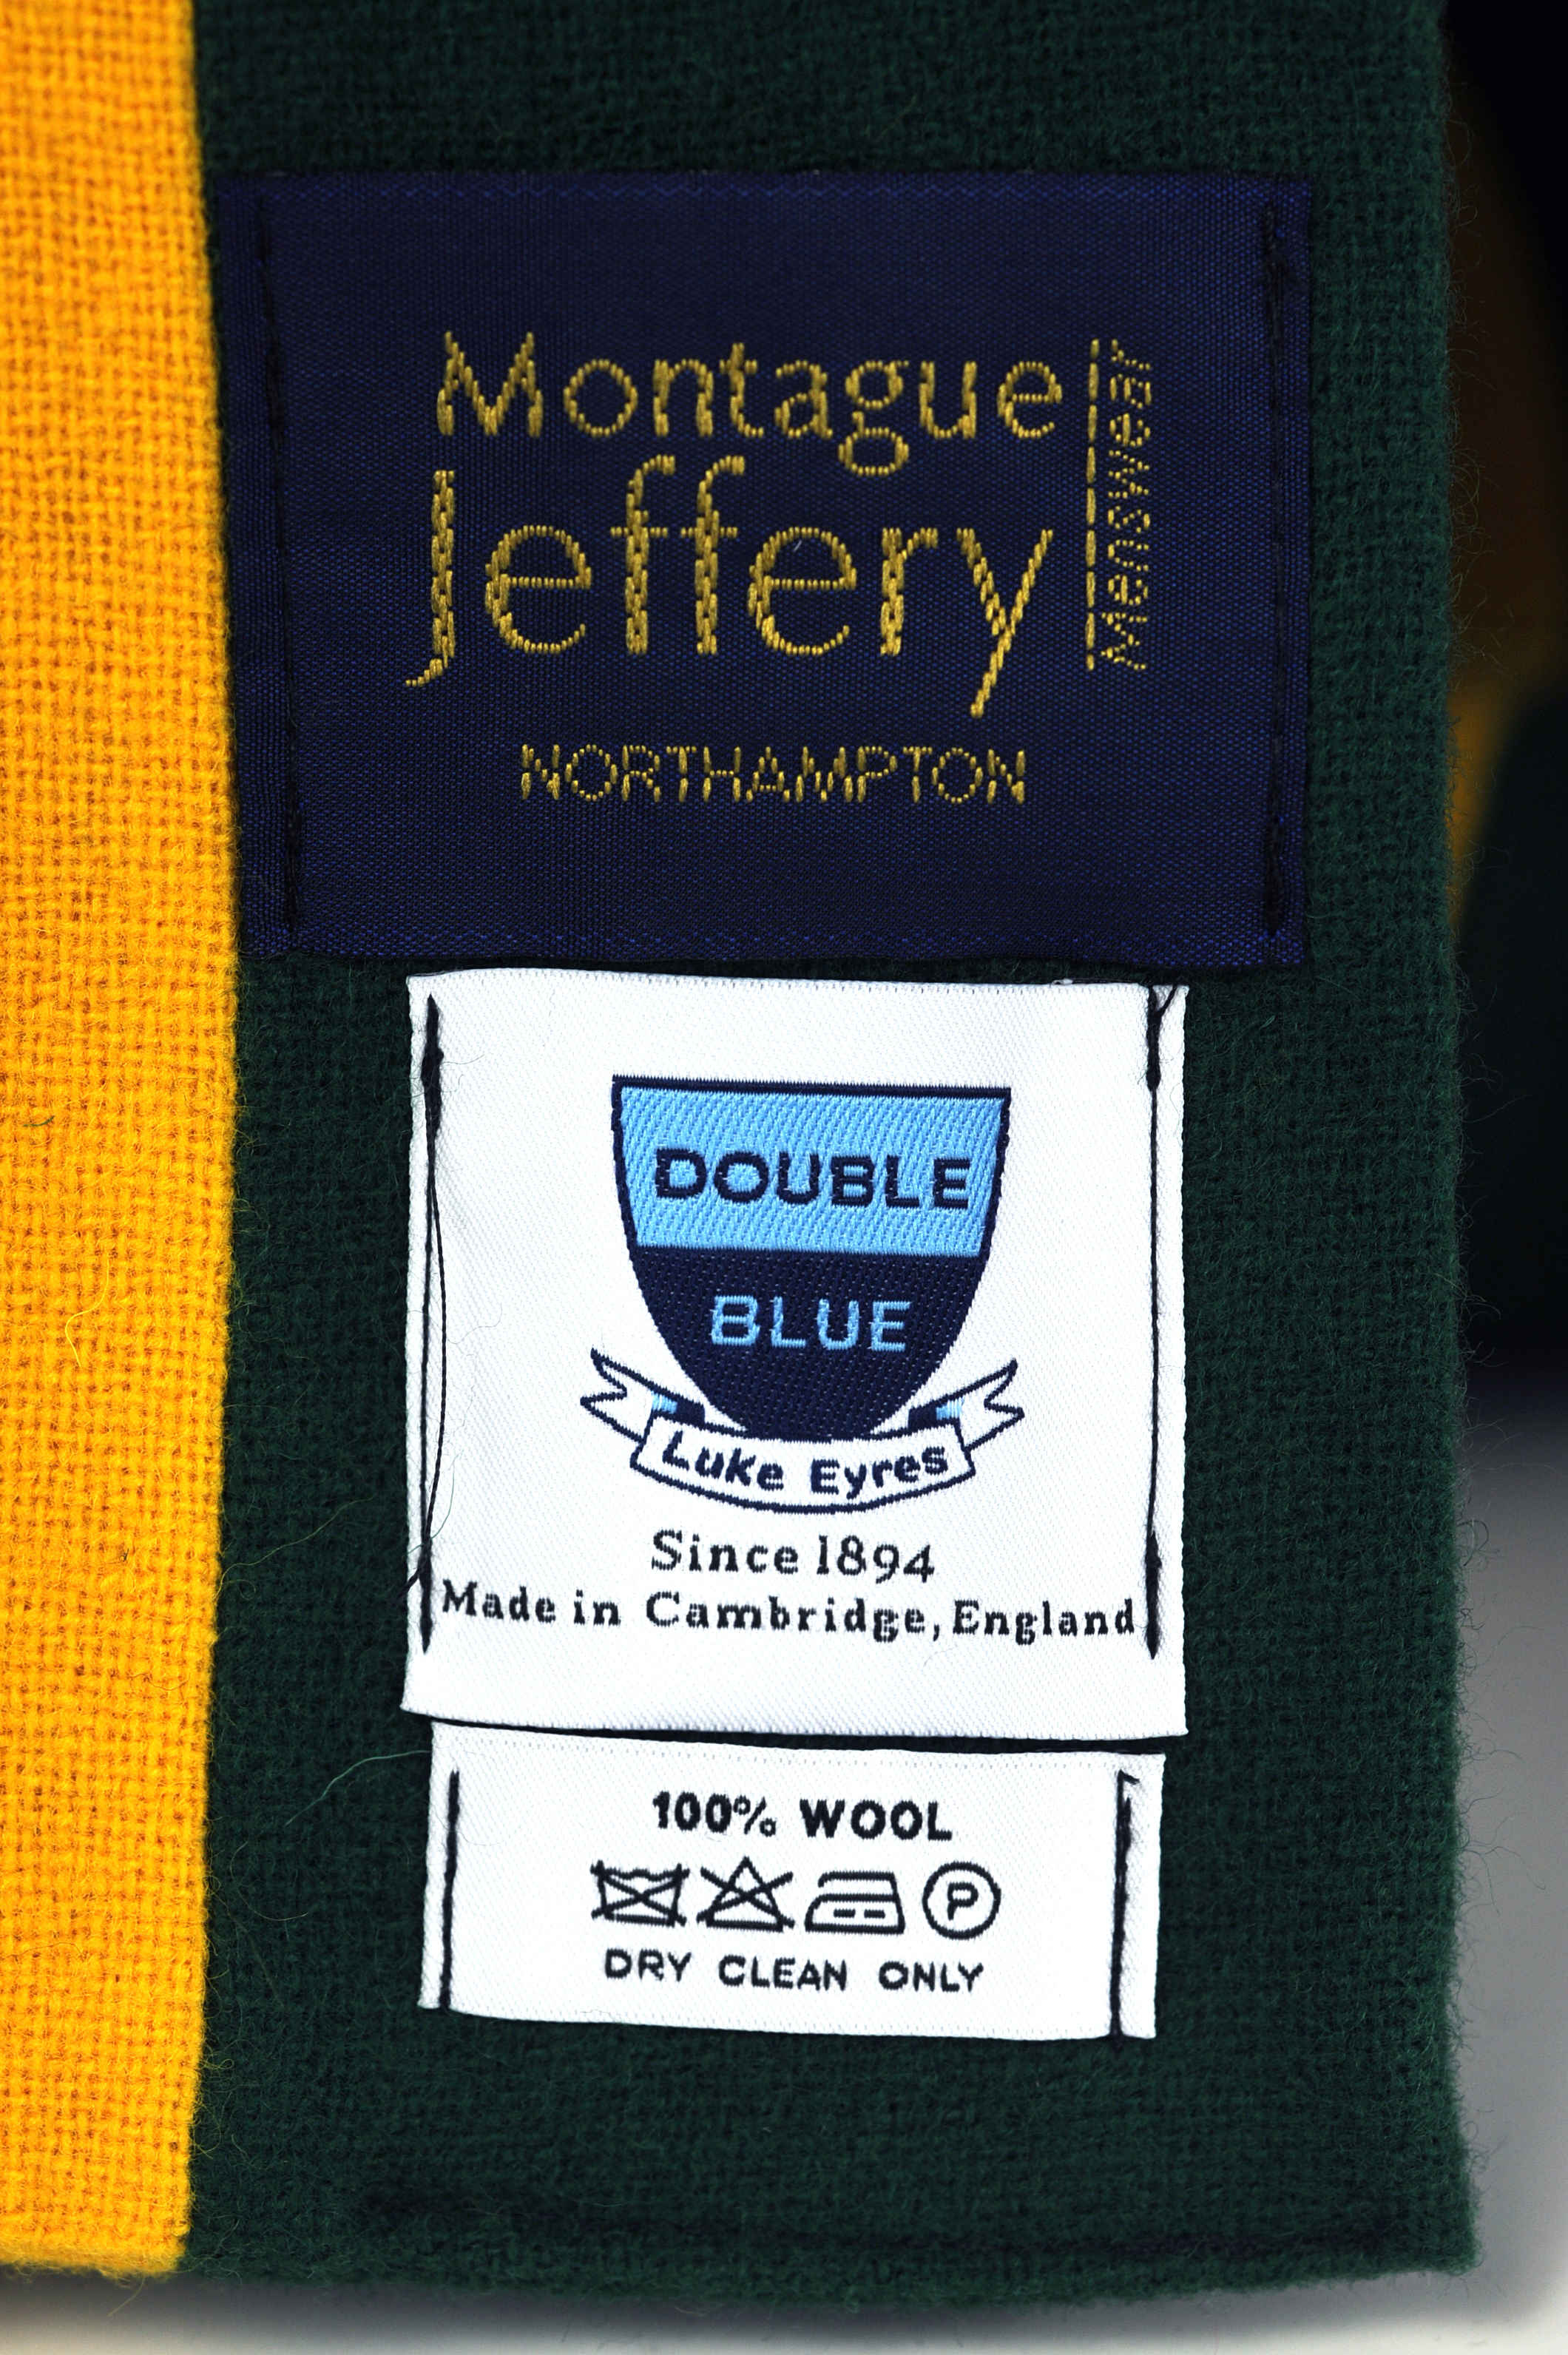 Montague
Jeffery
Menswear
NORTHAMPTON
DOUBLE
BLUE
Luke Eyres
Since 1894
Made in Cambridge, England
100% WOOL
P
DRY CLEAN ONLY